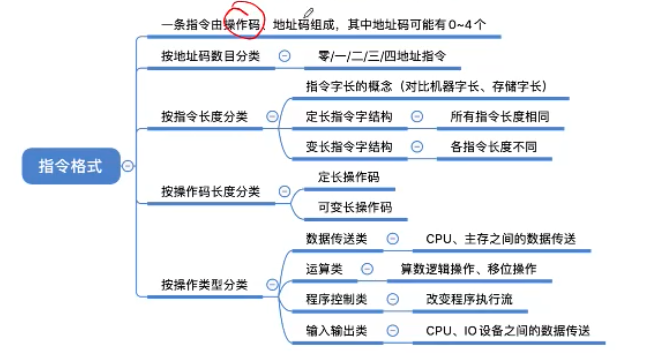 一条指令由操作码、地址码组成，其中地址码可能有0~4个
按地址码数目分类
零/一/二/三/四地址指令
指令字长的概念（对比机器字长、存储字长）
按指令长度分类
定长指令字结构
所有指令长度相同
变长指令字结构
各指令长度不同
指令格式
定长操作码
按操作码长度分类
可变长操作码
数据传送类
CPU、主存之间的数据传送
运算类
算数逻辑操作、移位操作
按操作类型分类
程序控制类
改变程序执行流
输入输出类
CPU、IO设备之间的数据传送